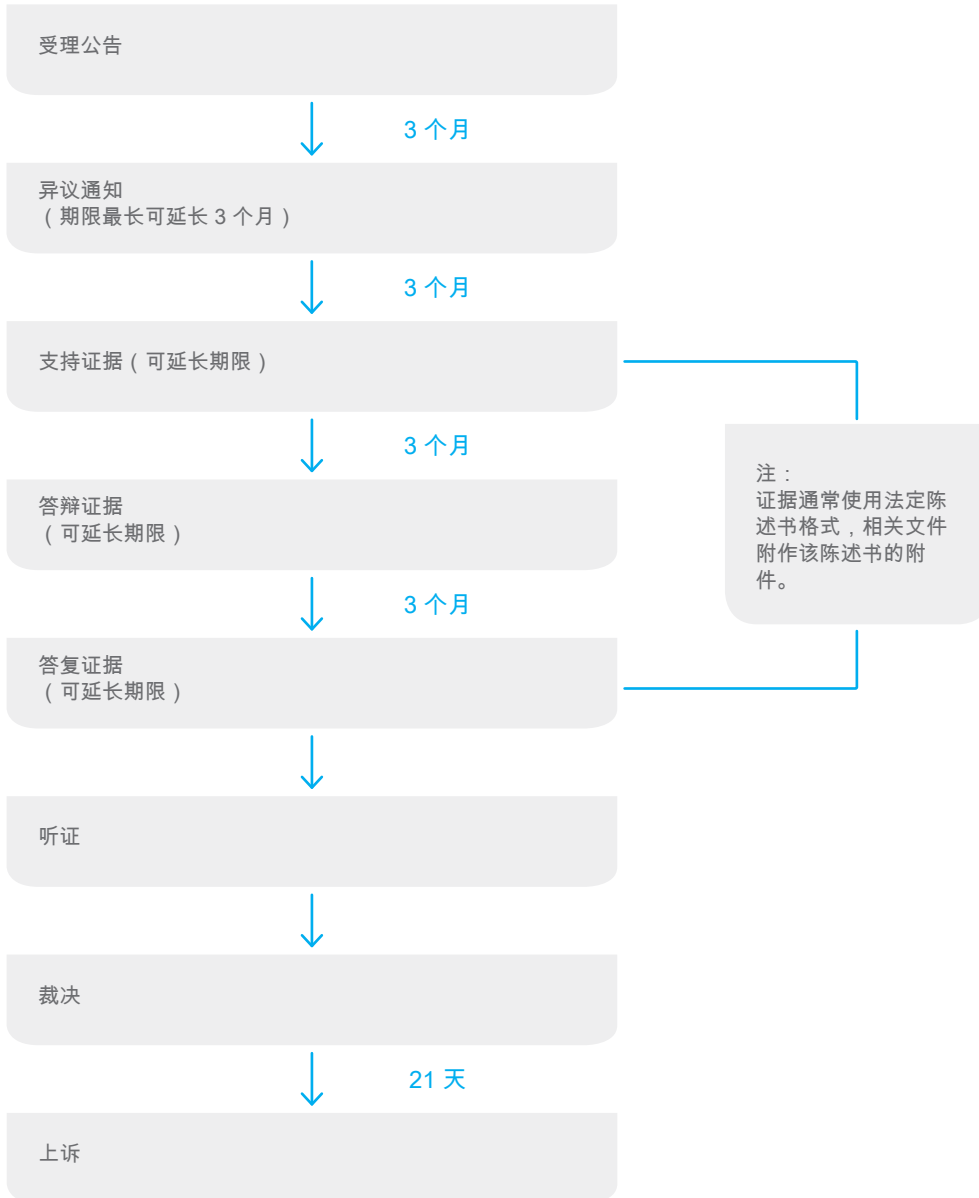 受理公告
3 个月
异议通知
（期限最长可延长 3 个月）
3 个月
支持证据（可延长期限）
3 个月
答辩证据
（可延长期限）
3 个月
答复证据
（可延长期限）
注：
证据通常使用法定陈
述书格式，相关文件
附作该陈述书的附
件。
听证
裁决
21 天
上诉